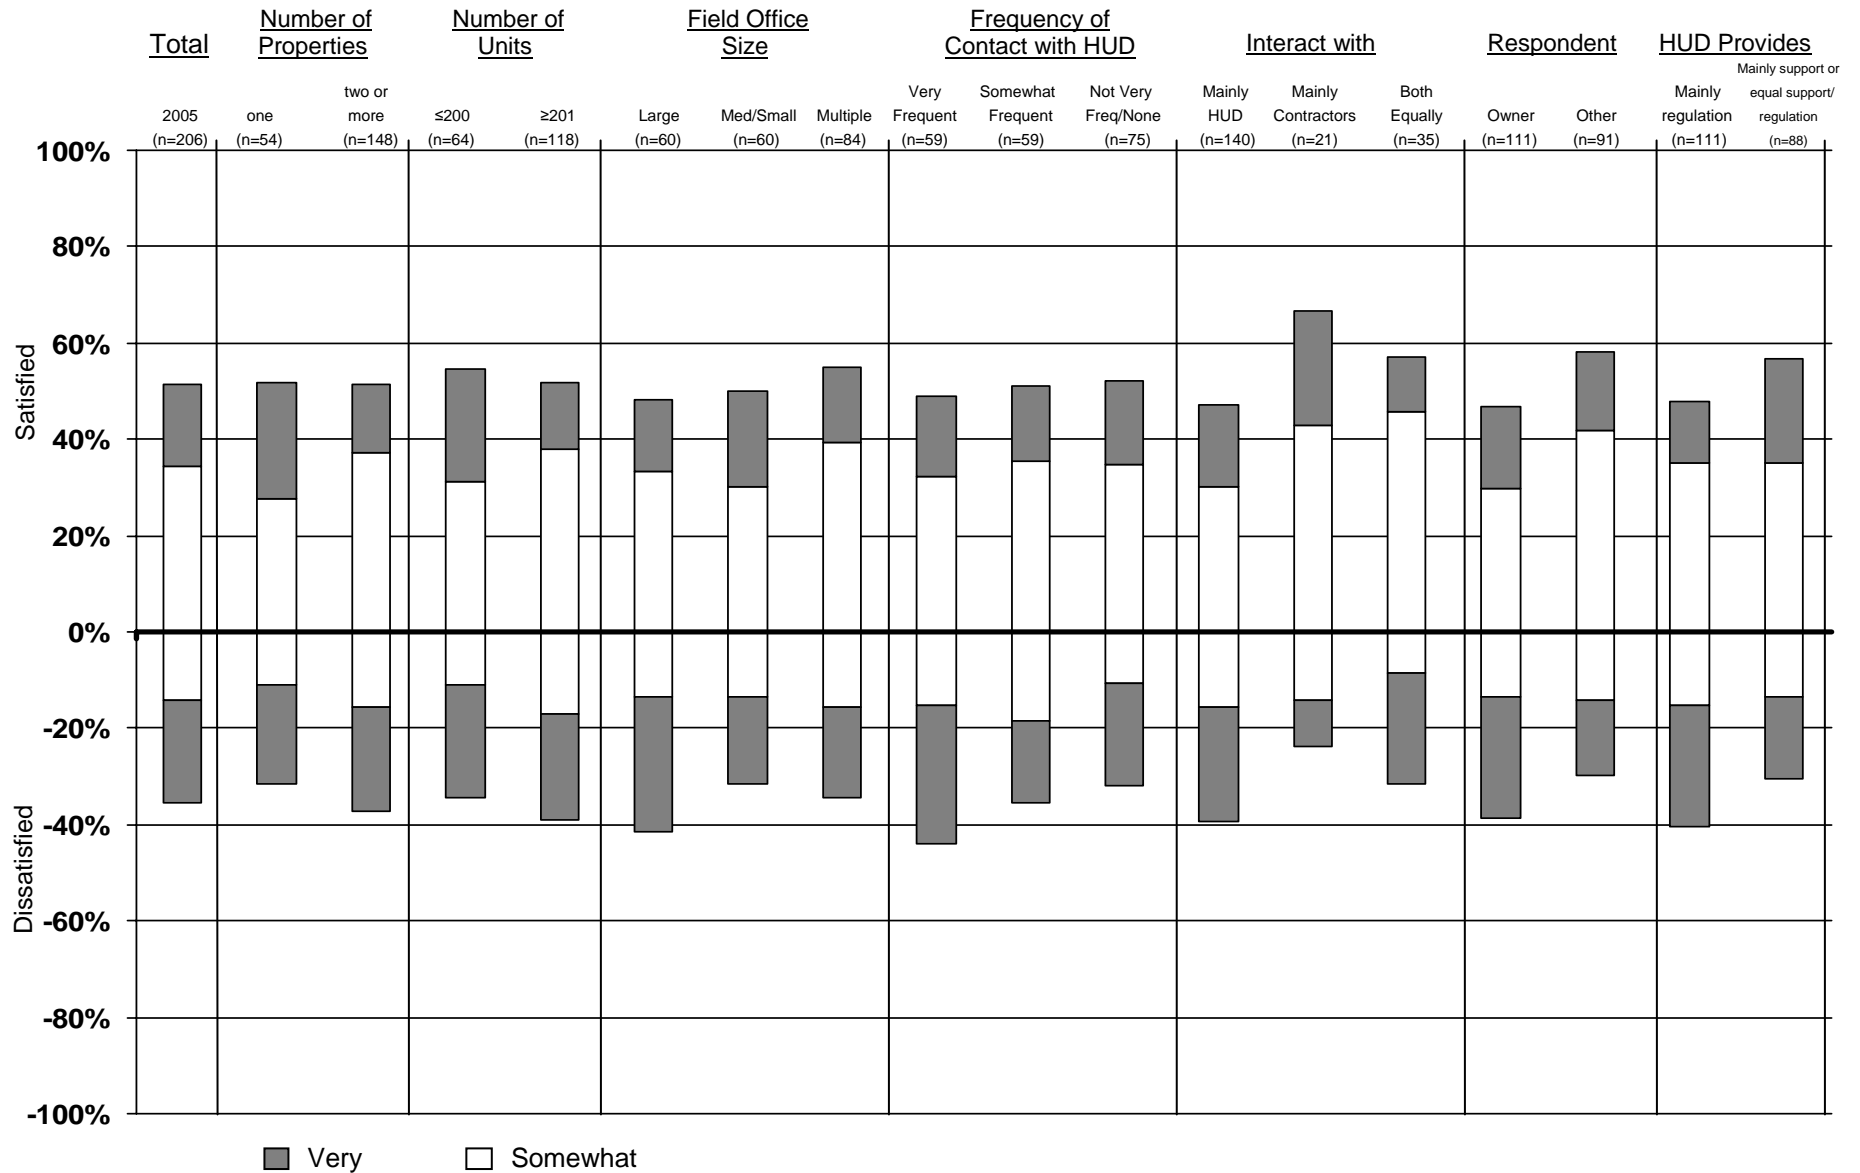 Total
Number of
Properties
Number of
Units
Field Office
Size
Frequency of
Contact with HUD
Interact with
Respondent
HUD Provides
2005
(n=206)
one
(n=54)
two or
more
(n=148)
≤200
(n=64)
≥201
(n=118)
Large
(n=60)
Med/Small
(n=60)
Multiple
(n=84)
Very
Frequent
(n=59)
Somewhat
Frequent
(n=59)
Not Very
Freq/None
(n=75)
Mainly
HUD
(n=140)
Mainly
Contractors
(n=21)
Both
Equally
(n=35)
Owner
(n=111)
Other
(n=91)
Mainly
regulation
(n=111)
Mainly support or
equal support/
regulation
(n=88)
100%
80%
60%
40%
20%
0%
-20%
-40%
-60%
-80%
-100%
Satisfied
Dissatisfied
Very
Somewhat